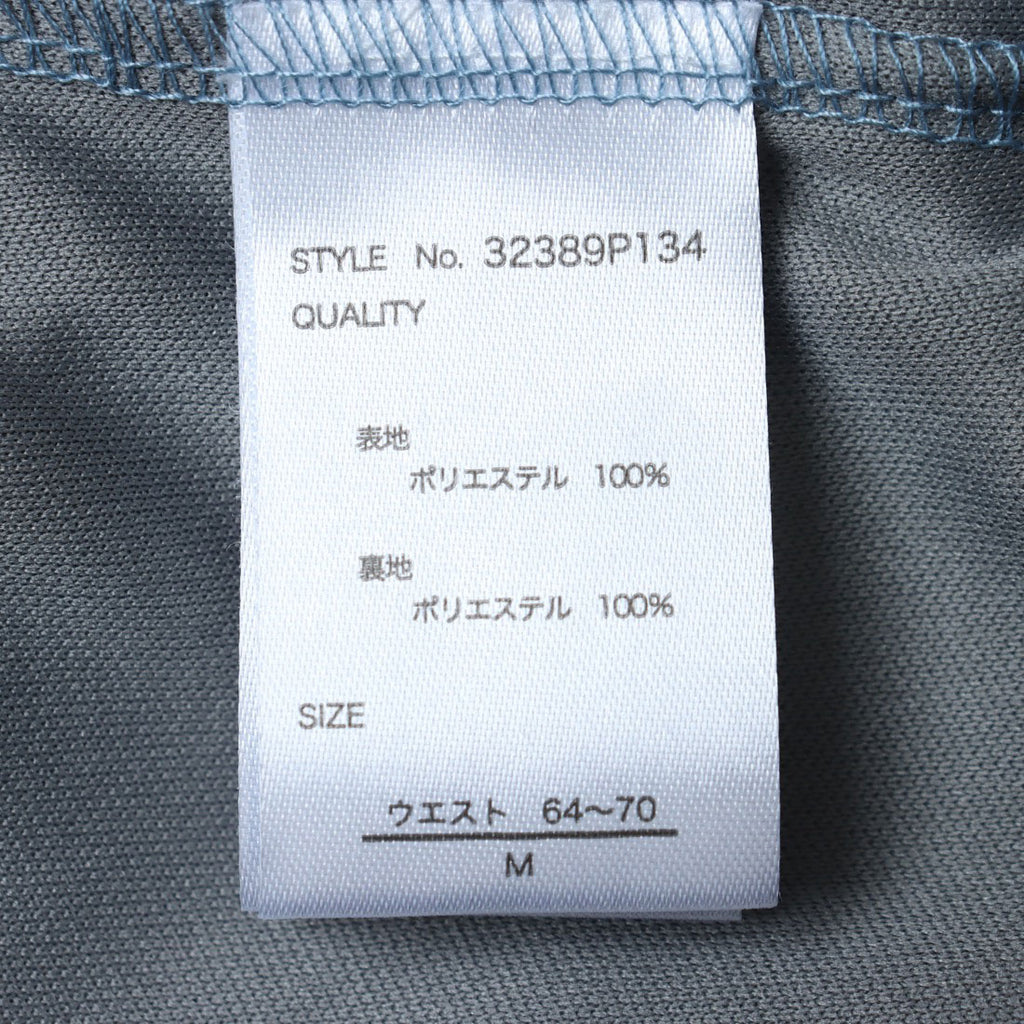 STYLE No. 32389P134
QUALITY
表地
ポリエステル 100%
裏地
ポリエステル 100%
SIZE
ウエスト 64～70
M